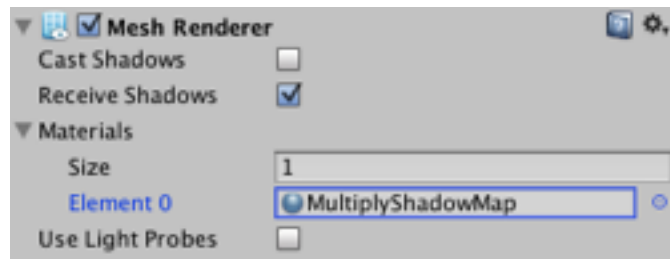 Mesh Renderer
Cast Shadows
Receive Shadows
Materials
Size 1
Element 0 MultiplyShadowMap
Use Light Probes